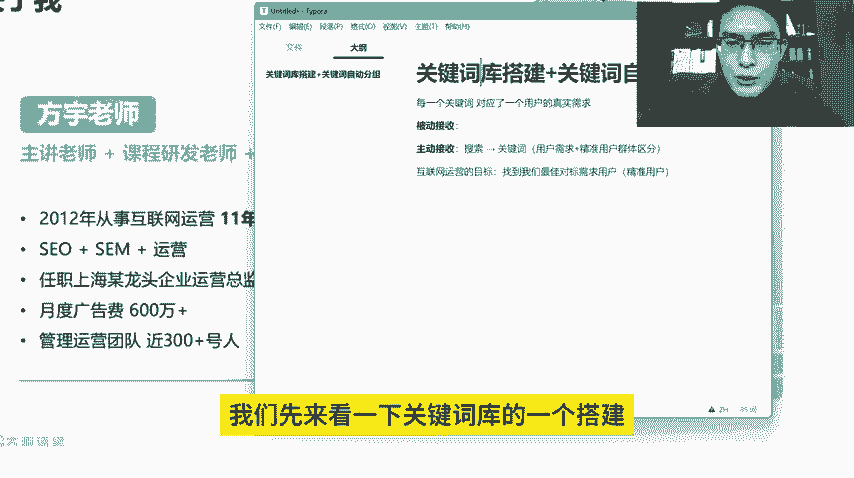 关于我
方宇老师
主讲老师 + 课程研发老师 +
• 2012年从事互联网运营 11年
• SEO + SEM + 运营
• 任职上海某龙头企业运营总监
• 月度广告费 600万+
• 管理运营团队 近300+号人
Untitled• - Typora
文件(F) 编辑(E) 段落(P) 格式(O) 视图(V) 主题(T) 帮助(H)
文件 大纲
关键词库搭建+关键词自动分组
关键词库搭建+关键词自
每一个关键词 对应了一个用户的真实需求
被动接收：
主动接收：搜索 → 关键词（用户需求+精准用户群体区分）
互联网运营的目标：找到我们最佳对标需求用户（精准用户）
我们先来看一下关键词库的一个搭建